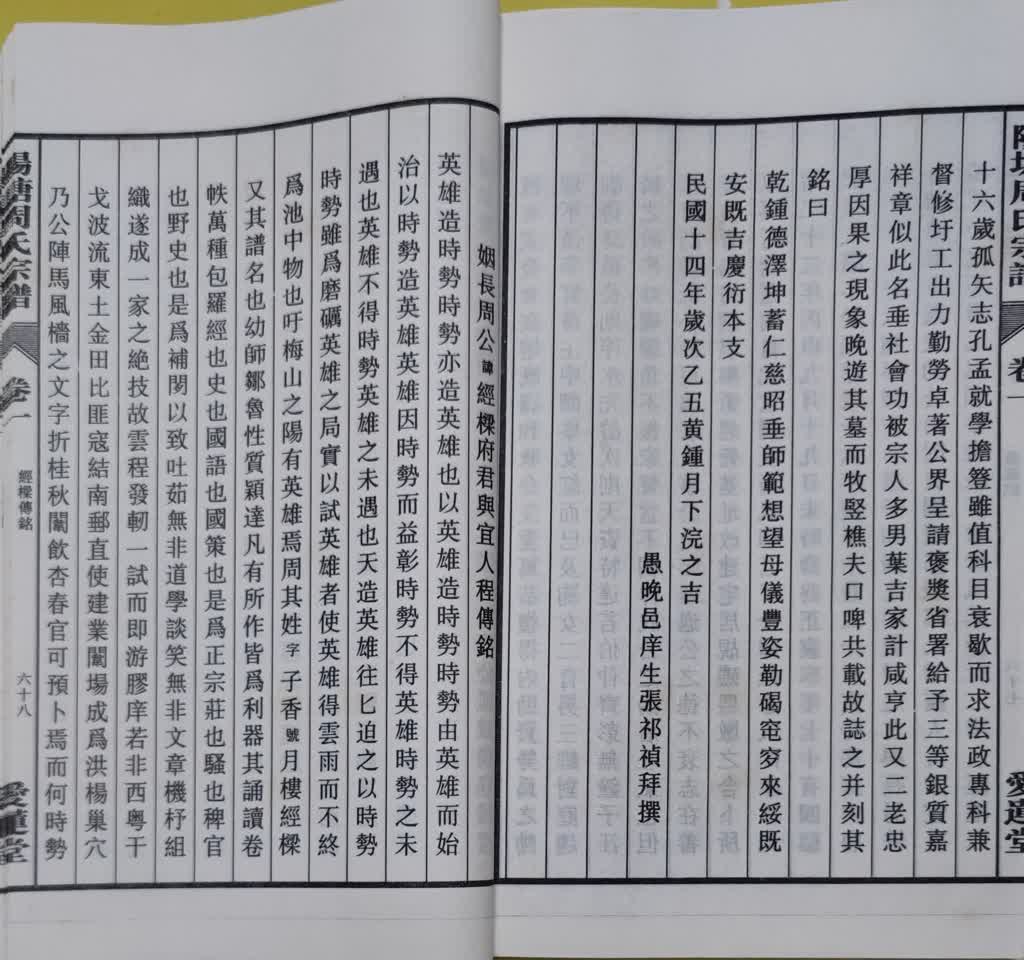 十六歲孤矢志孔孟就學擔簦雖值科目衰歇而求法政專科兼
督修圩工出力勤勞卓著公界呈請褒獎省署給予三等銀質嘉
祥章似此名垂社會功被宗人多男葉吉家計咸亨此又三老忠
厚因果之現象晚遊其墓而牧竪樵夫口啤共載故誌之并刻其
銘曰
乾鍾德澤坤蓄仁慈昭垂師範想望母儀豐姿勒碣窀穸來綏既
安既吉慶衍本支
民國十四年歲次乙丑黃鍾月下浣之吉
愚晚邑庠生張祁禎拜撰
卷一
愛蓮堂
姻長周公諱經樑府君與宜人程傳銘
英雄造時勢時勢亦造英雄也以英雄造時勢時勢由英雄而始
治以時勢造英雄英雄因時勢而益彰時勢不得英雄時勢之未
遇也英雄不得時勢英雄之未遇也天造英雄往匕迫之以時勢
時勢雖爲磨礪英雄之局實以試英雄者使英雄得雲雨而不終
爲池中物也吁梅山之陽有英雄焉周其姓字子香號月樓經樑
又其譜名也幼師鄒魯性質穎達凡有所作皆爲利器其誦讀卷
帙萬種包羅經也史也國語也國策也是爲正宗莊也騷也稗官
也野史也是爲補閑以致吐茹無非道學談笑無非文章機杼組
織遂成一家之絕技故雲程發軔一試而即游膠庠若非西粤干
戈波流東土金田比匪寇結南郵直使建業闈場成爲洪楊巢穴
乃公陣馬風檣之文字折桂秋闈飲杏春官可預卜焉而何時勢
陽塘周氏宗譜
卷一
經樑傳銘
六十八
愛蓮堂